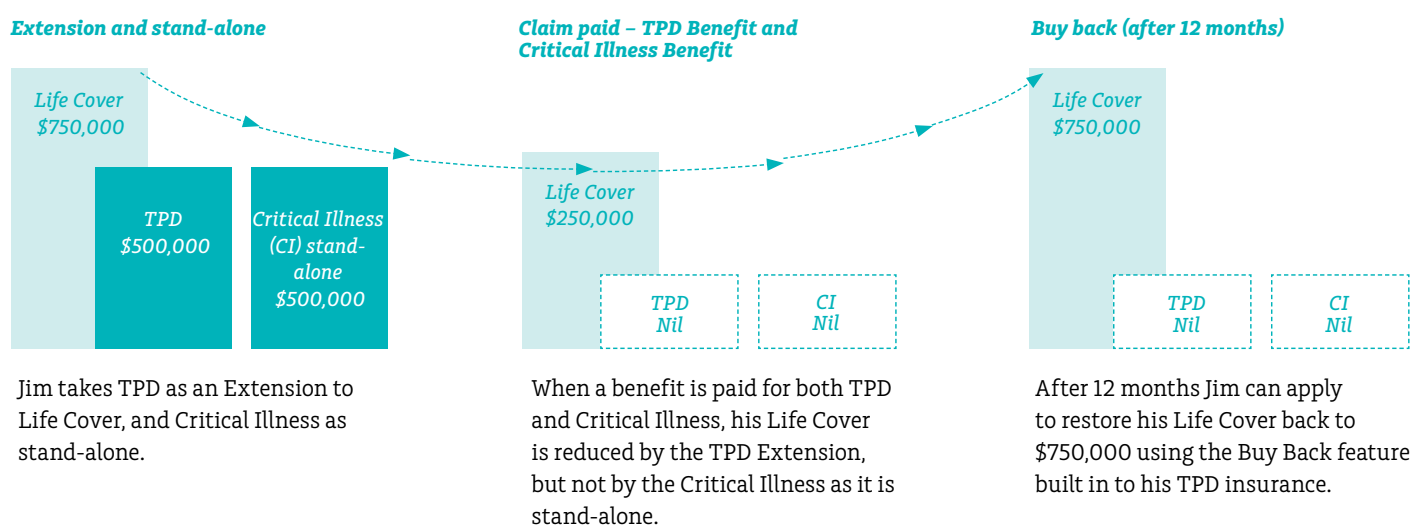 Extension and stand-alone
Life Cover
$750,000
TPD
$500,000
Critical Illness
(CI) stand-
alone
$500,000
Jim takes TPD as an Extension to
Life Cover, and Critical Illness as
stand-alone.
Claim paid – TPD Benefit and
Critical Illness Benefit
Life Cover
$250,000
TPD
Nil
CI
Nil
When a benefit is paid for both TPD
and Critical Illness, his Life Cover
is reduced by the TPD Extension,
but not by the Critical Illness as it is
stand-alone.
Buy back (after 12 months)
Life Cover
$750,000
TPD
Nil
CI
Nil
After 12 months Jim can apply
to restore his Life Cover back to
$750,000 using the Buy Back feature
built in to his TPD insurance.